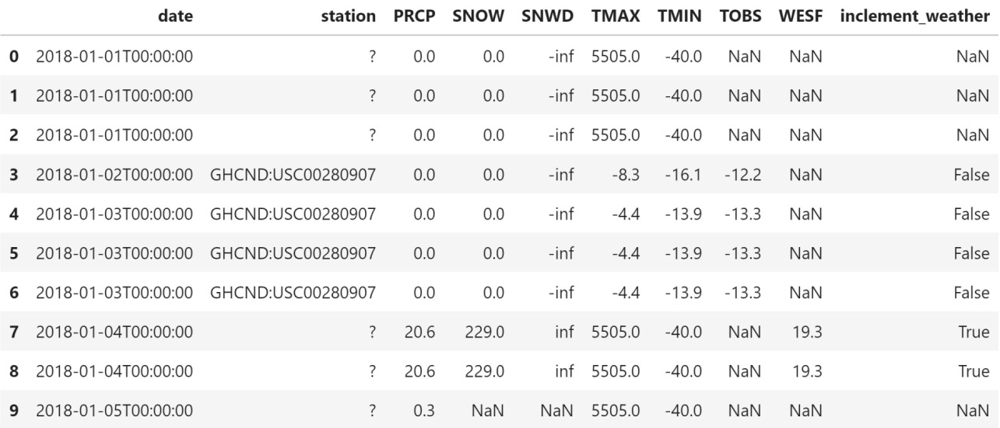 date station PRCP SNOW SNWD TMAX TMIN TOBS WESF inclement_weather
0 2018-01-01T00:00:00 ? 0.0 0.0 -inf 5505.0 -40.0 NaN NaN NaN
1 2018-01-01T00:00:00 ? 0.0 0.0 -inf 5505.0 -40.0 NaN NaN NaN
2 2018-01-01T00:00:00 ? 0.0 0.0 -inf 5505.0 -40.0 NaN NaN NaN
3 2018-01-02T00:00:00 GHCND:USC00280907 0.0 0.0 -inf -8.3 -16.1 -12.2 NaN False
4 2018-01-03T00:00:00 GHCND:USC00280907 0.0 0.0 -inf -4.4 -13.9 -13.3 NaN False
5 2018-01-03T00:00:00 GHCND:USC00280907 0.0 0.0 -inf -4.4 -13.9 -13.3 NaN False
6 2018-01-03T00:00:00 GHCND:USC00280907 0.0 0.0 -inf -4.4 -13.9 -13.3 NaN False
7 2018-01-04T00:00:00 ? 20.6 229.0 inf 5505.0 -40.0 NaN 19.3 True
8 2018-01-04T00:00:00 ? 20.6 229.0 inf 5505.0 -40.0 NaN 19.3 True
9 2018-01-05T00:00:00 ? 0.3 NaN NaN 5505.0 -40.0 NaN NaN NaN